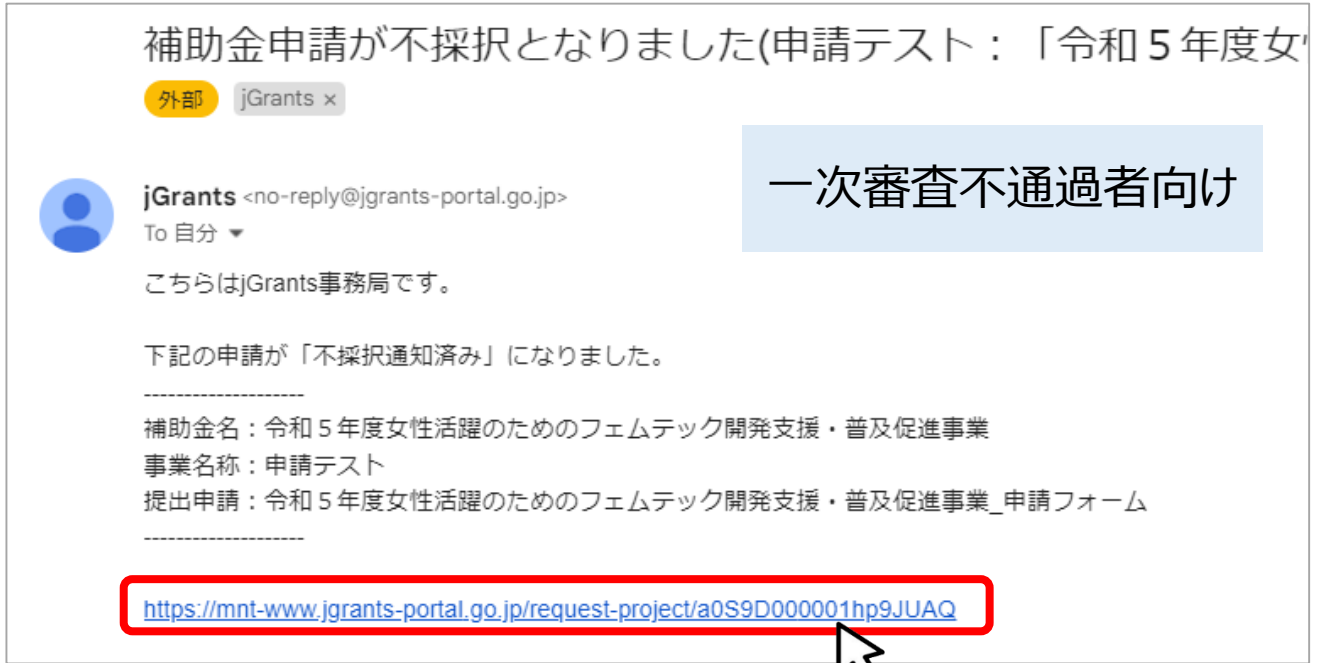 補助金申請が不採択となりました(申請テスト：「令和５年度女
外部 jGrants ×
一次審査不通過者向け
jGrants <no-reply@jgrants-portal.go.jp>
To 自分
こちらはjGrants事務局です。
下記の申請が「不採択通知済み」になりました。
--------------------
補助金名：令和５年度女性活躍のためのフェムテック開発支援・普及促進事業
事業名称：申請テスト
提出申請：令和５年度女性活躍のためのフェムテック開発支援・普及促進事業_申請フォーム
--------------------
https://mnt-www.jgrants-portal.go.jp/request-project/a0S9D000001hp9JUAQ